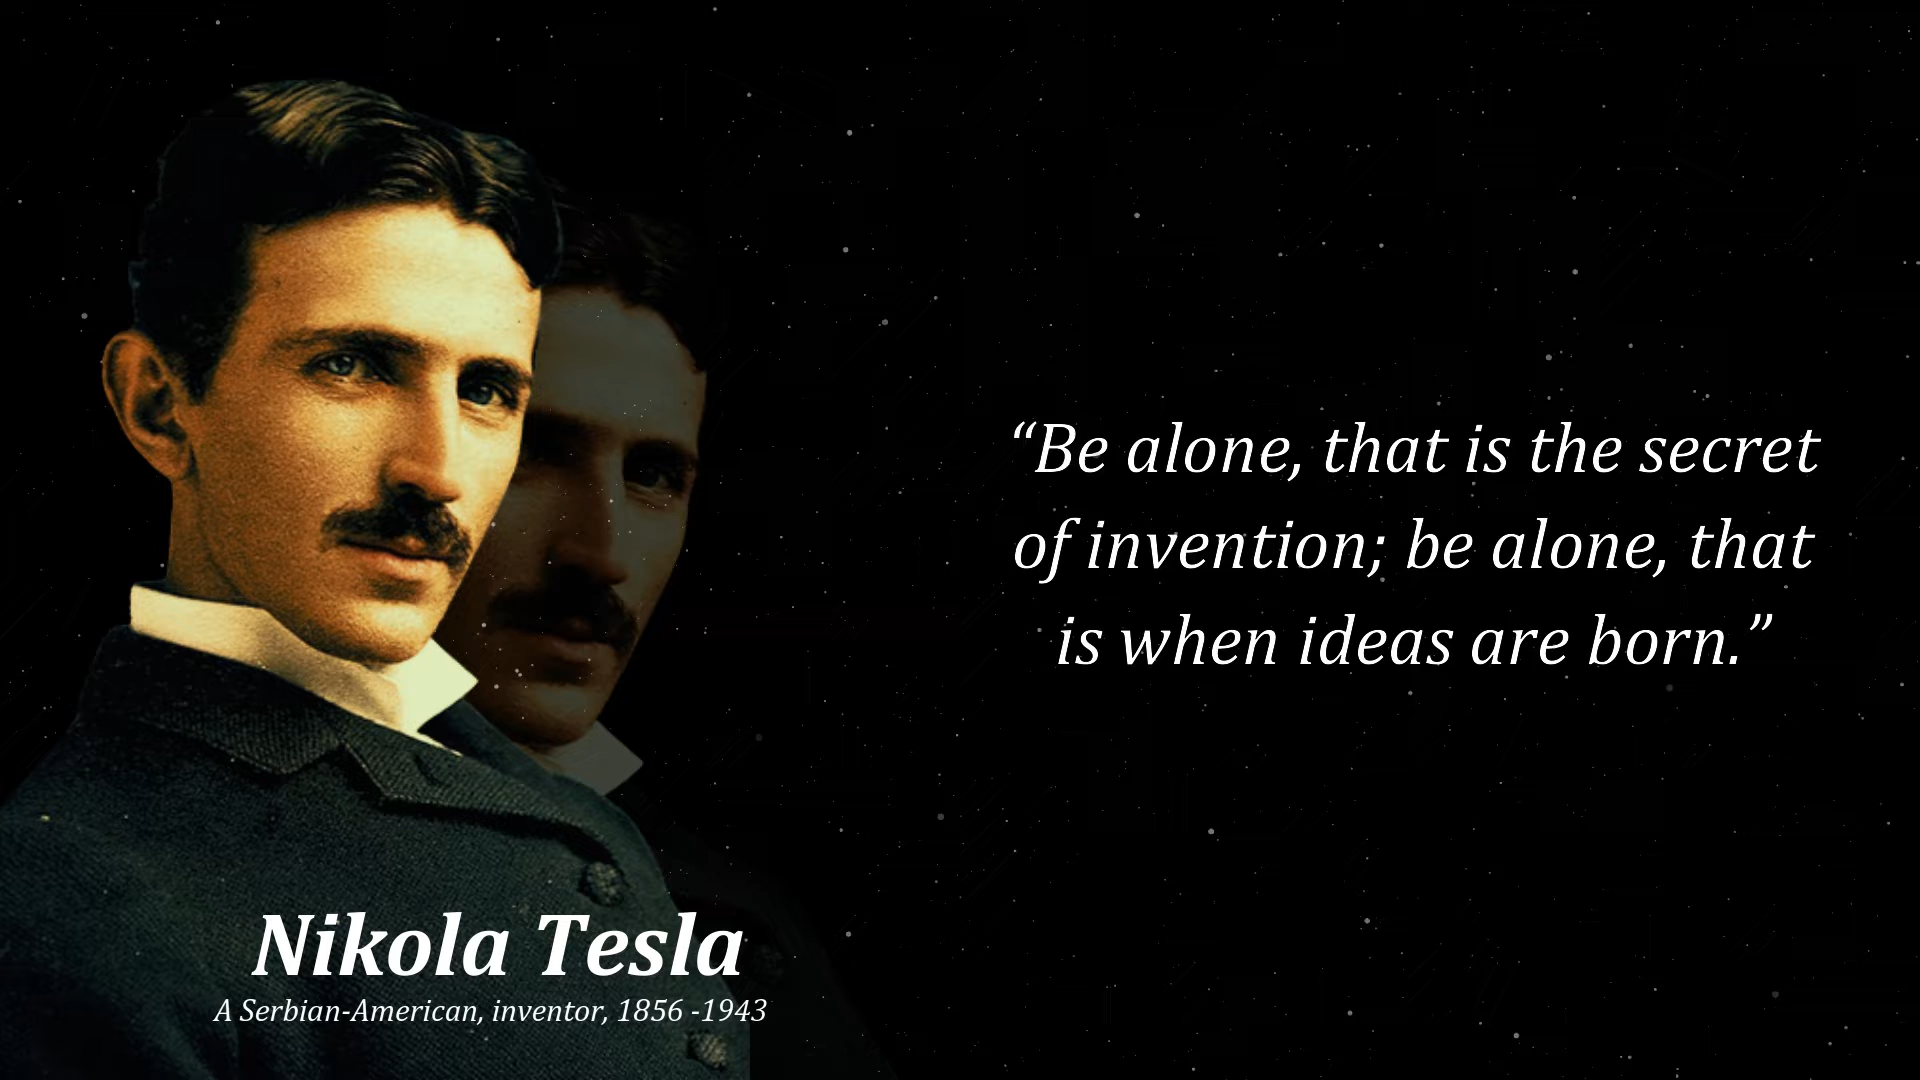 “Be alone, that is the secret
of invention; be alone, that
is when ideas are born.”
Nikola Tesla
A Serbian-American, inventor, 1856 -1943